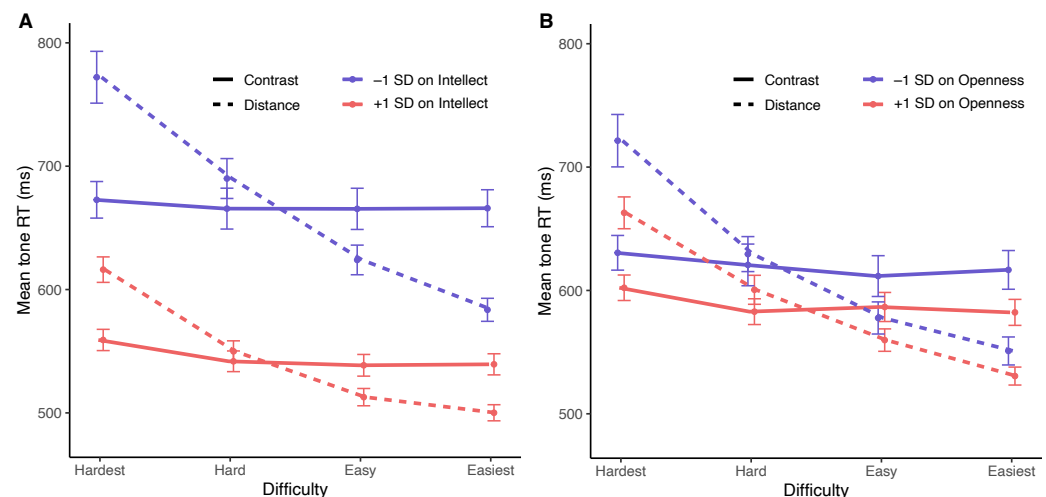 A
Mean tone RT (ms)
800
700
600
500
Contrast
Distance
−1 SD on Intellect
+1 SD on Intellect
Hardest
Hard
Easy
Easiest
Difficulty
B
Mean tone RT (ms)
800
700
600
500
Contrast
Distance
−1 SD on Openness
+1 SD on Openness
Hardest
Hard
Easy
Easiest
Difficulty